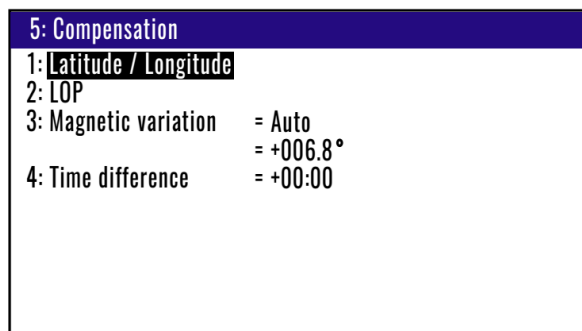 5: Compensation
1: Latitude / Longitude
2: LOP
3: Magnetic variation = Auto
= +006.8°
4: Time difference = +00:00